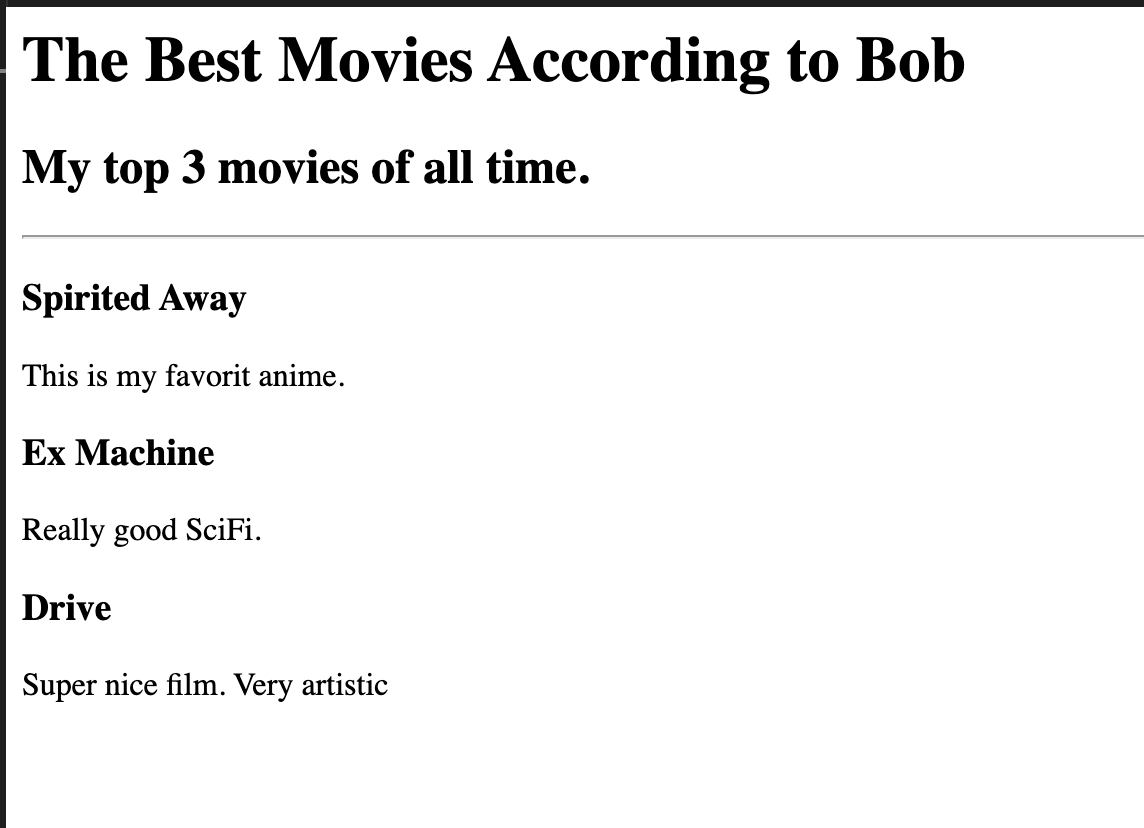 The Best Movies According to Bob
My top 3 movies of all time.
Spirited Away
This is my favorit anime.
Ex Machine
Really good SciFi.
Drive
Super nice film. Very artistic